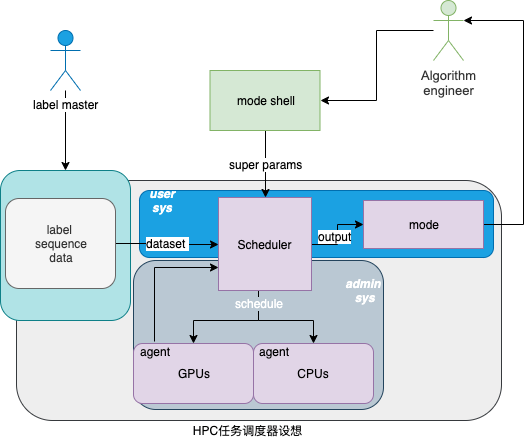 label master
Algorithm
engineer
mode shell
super params
user
sys
label
sequence
data
dataset
Scheduler
output
mode
admin
sys
schedule
agent
GPUs
agent
CPUs
HPC任务调度器设想